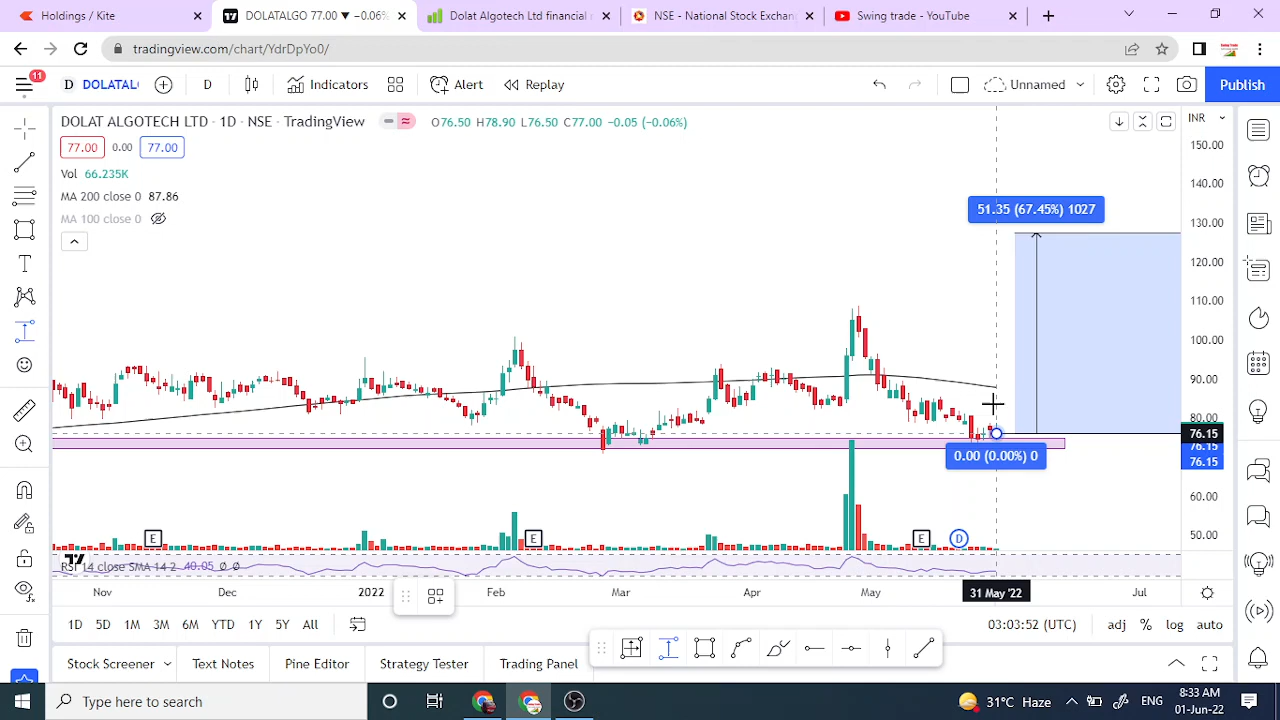 Holdings / Kite
DOLATALGO 77.00 ▼ −0.06%
Dolat Algotech Ltd financial r
NSE - National Stock Exchan
Swing trade - YouTube
tradingview.com/chart/YdrDpYo0/
11
D DOLATAL
D
Indicators
Alert
Replay
Unnamed
Publish
DOLAT ALGOTECH LTD · 1D · NSE · TradingView
O76.50 H78.90 L76.50 C77.00 −0.05 (−0.06%)
INR
77.00 0.00 77.00
Vol 66.235K
MA 200 close 0 87.86
MA 100 close 0
150.00
140.00
130.00
120.00
110.00
100.00
90.00
80.00
76.15
76.15
76.15
60.00
50.00
51.35 (67.45%) 1027
0.00 (0.00%) 0
E
E
E
D
RSI 14 close SMA 14 2 40.05 0 0
Nov
Dec
2022
Feb
Mar
Apr
May
31 May '22
Jul
1D 5D 1M 3M 6M YTD 1Y 5Y All
03:03:52 (UTC)
adj % log auto
Stock Screener
Text Notes
Pine Editor
Strategy Tester
Trading Panel
Type here to search
31°C Haze
ENG
8:33 AM
01-Jun-22